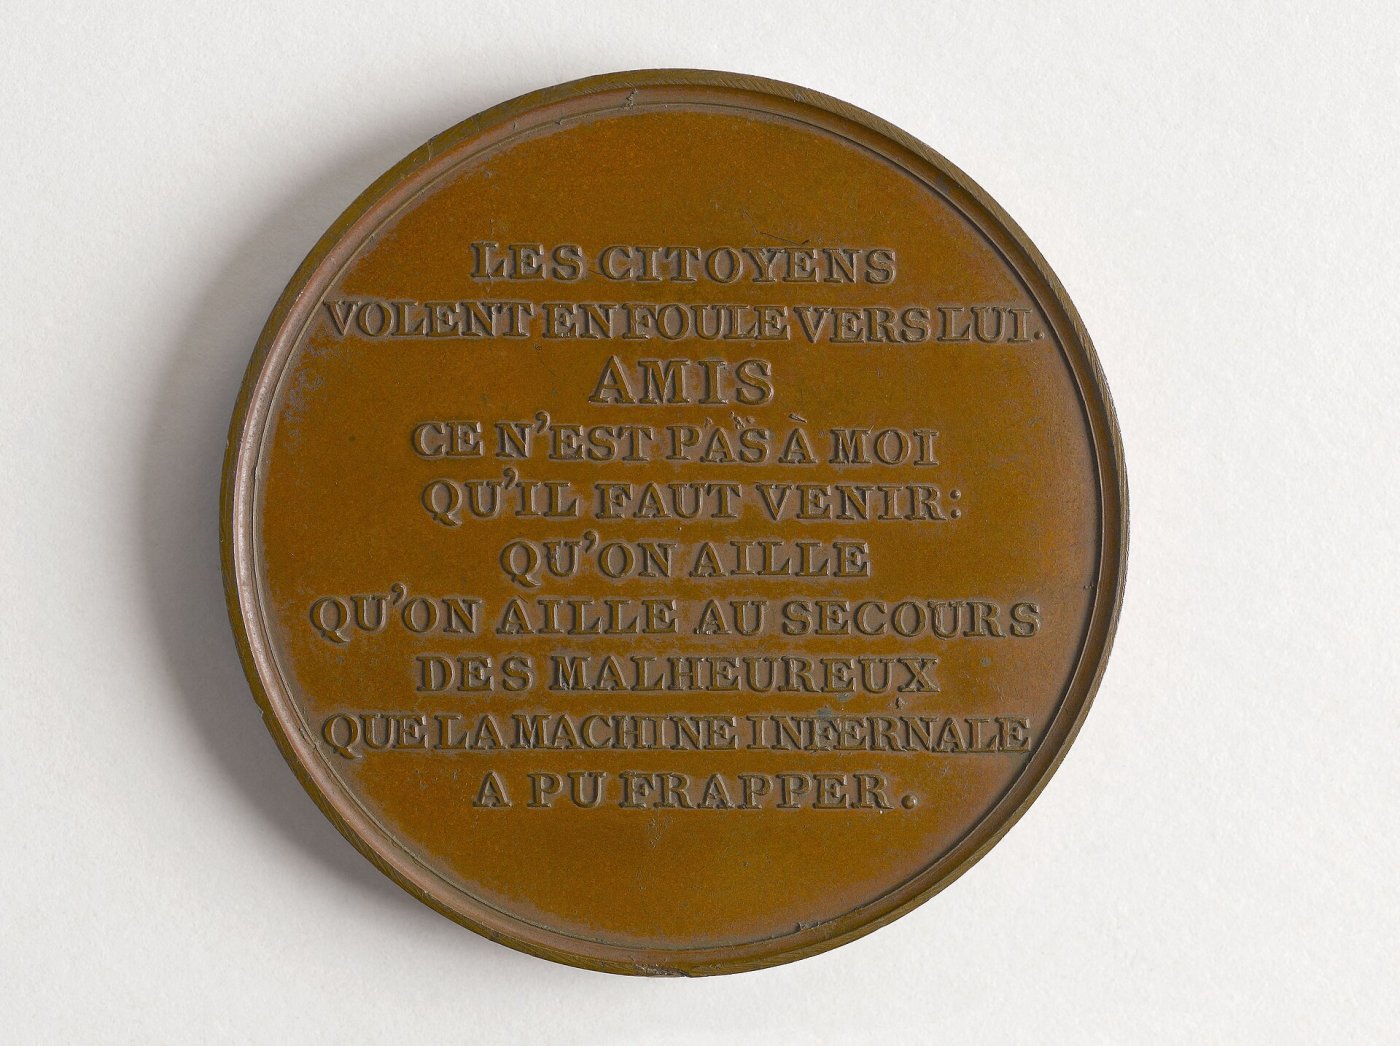 LES CITOYENS
VOLENT EN FOULE VERS LUI.
AMIS
CE N'EST PAS À MOI
QU'IL FAUT VENIR:
QU'ON AILLE
QU'ON AILLE AU SECOURS
DES MALHEUREUX
QUE LA MACHINE INFERNALE
A PU FRAPPER.